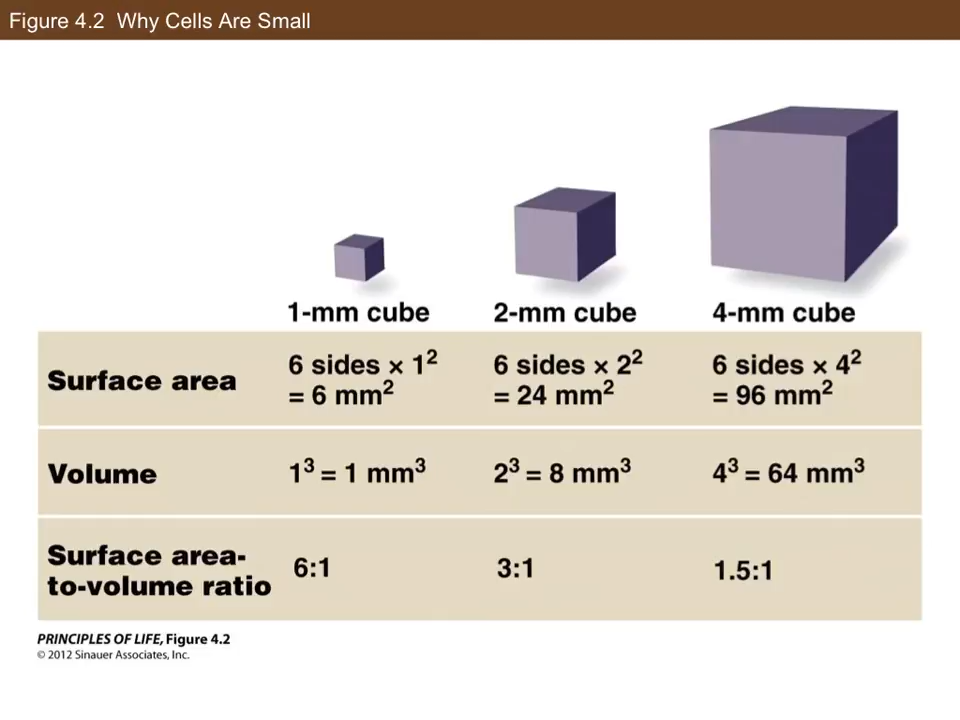 Figure 4.2  Why Cells Are Small
1-mm cube
2-mm cube
4-mm cube
Surface area
6 sides × 1²
= 6 mm²
6 sides × 2²
= 24 mm²
6 sides × 4²
= 96 mm²
Volume
1³ = 1 mm³
2³ = 8 mm³
4³ = 64 mm³
Surface area-
to-volume ratio
6:1
3:1
1.5:1
PRINCIPLES OF LIFE, Figure 4.2
© 2012 Sinauer Associates, Inc.